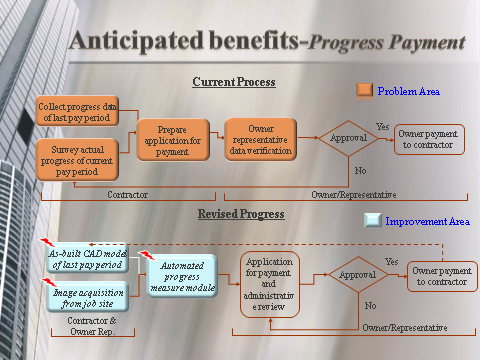 Anticipated benefits-Progress Payment
Current Process
Problem Area
Collect progress data
of last pay period
Survey actual
progress of current
pay period
Prepare
application for
payment
Owner
representative
data verification
Approval
Yes
No
Owner payment
to contractor
Contractor
Owner/Representative
Revised Progress
Improvement Area
As-built CAD model
of last pay period
Image acquisition
from job site
Automated
progress
measure module
Application
for payment
and
administrativ
e review
Approval
Yes
No
Owner payment
to contractor
Contractor &
Owner Rep.
Owner/Representative